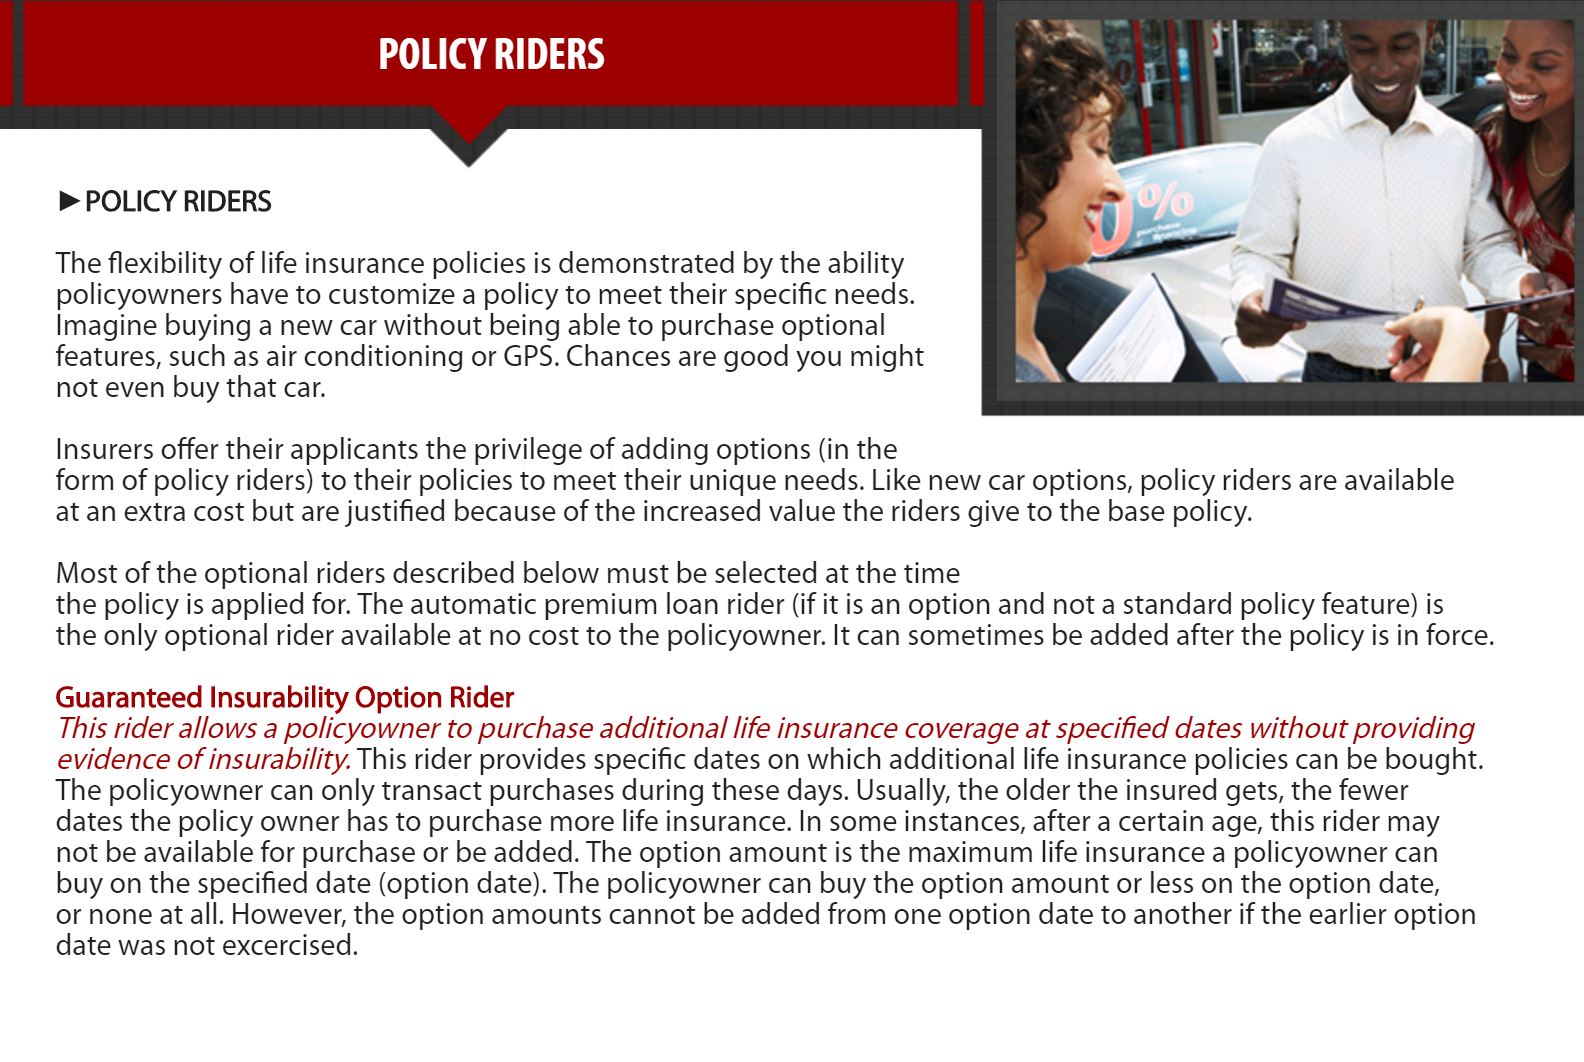 POLICY RIDERS
0%
purchase
financing
►POLICY RIDERS
The flexibility of life insurance policies is demonstrated by the ability
policyowners have to customize a policy to meet their specific needs.
Imagine buying a new car without being able to purchase optional
features, such as air conditioning or GPS. Chances are good you might
not even buy that car.
Insurers offer their applicants the privilege of adding options (in the
form of policy riders) to their policies to meet their unique needs. Like new car options, policy riders are available
at an extra cost but are justified because of the increased value the riders give to the base policy.
Most of the optional riders described below must be selected at the time
the policy is applied for. The automatic premium loan rider (if it is an option and not a standard policy feature) is
the only optional rider available at no cost to the policyowner. It can sometimes be added after the policy is in force.
Guaranteed Insurability Option Rider
This rider allows a policyowner to purchase additional life insurance coverage at specified dates without providing
evidence of insurability. This rider provides specific dates on which additional life insurance policies can be bought.
The policyowner can only transact purchases during these days. Usually, the older the insured gets, the fewer
dates the policy owner has to purchase more life insurance. In some instances, after a certain age, this rider may
not be available for purchase or be added. The option amount is the maximum life insurance a policyowner can
buy on the specified date (option date). The policyowner can buy the option amount or less on the option date,
or none at all. However, the option amounts cannot be added from one option date to another if the earlier option
date was not excercised.